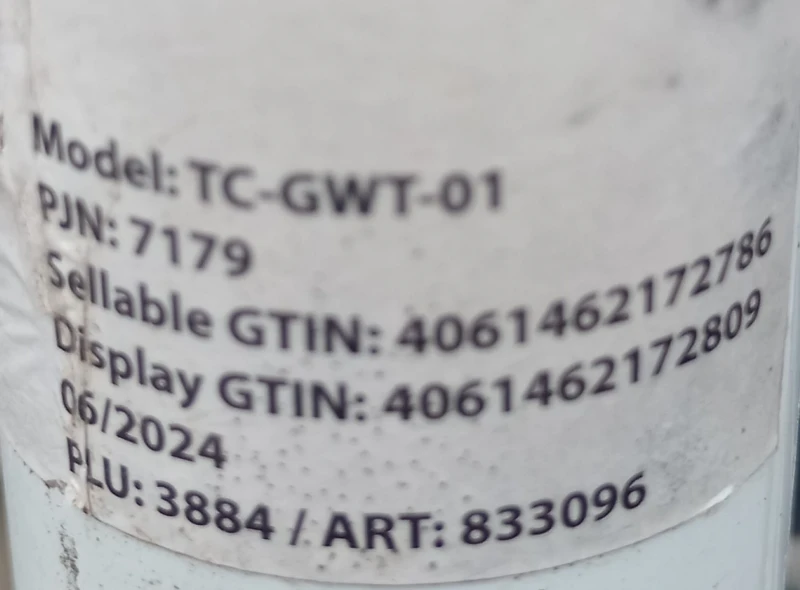 Model: TC-GWT-01
PJN: 7179
Sellable GTIN: 4061462172786
Display GTIN: 4061462172809
06/2024
PLU: 3884 / ART: 833096